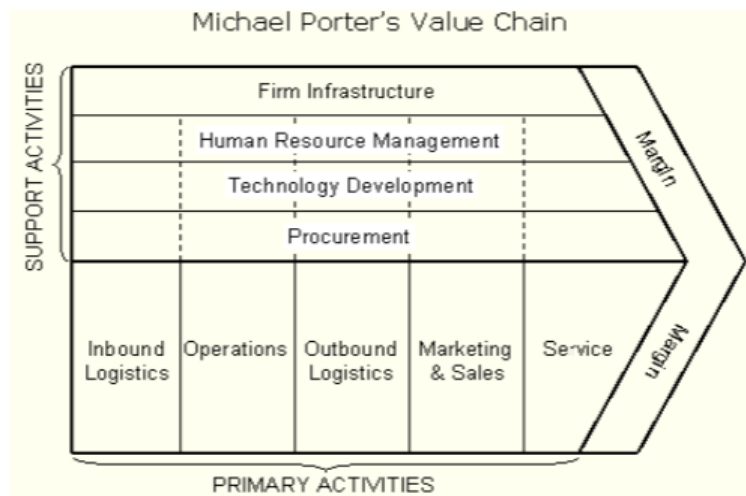 Michael Porter's Value Chain
SUPPORT ACTIVITIES
Firm Infrastructure
Human Resource Management
Technology Development
Procurement
Margin
Inbound
Logistics
Operations
Outbound
Logistics
Marketing
& Sales
Service
Margin
PRIMARY ACTIVITIES